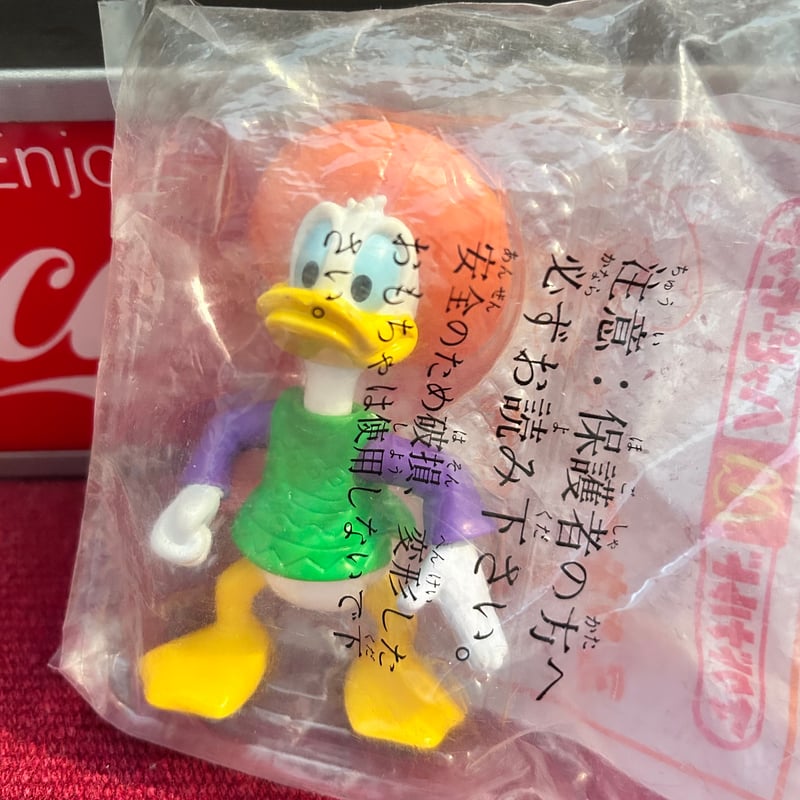 Enjo
注意：保護者の方へ
必ずお読み下さい。
安全のため破損、変形した
おもちゃは使用しないで下
さい。